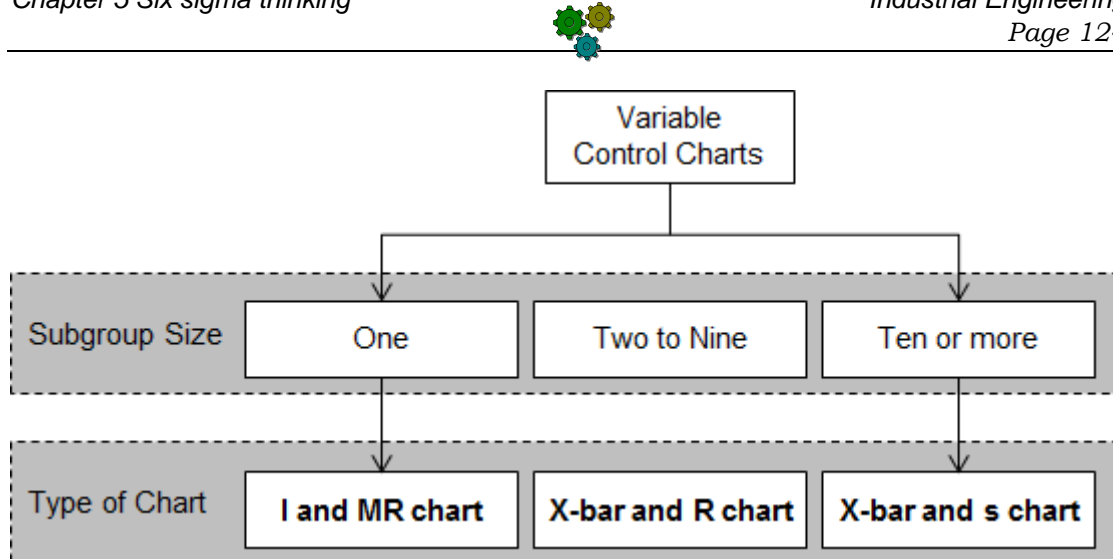 Chapter 5 Six sigma thinking
Industrial Engineering
Page 12-
Variable
Control Charts
Subgroup Size
One
Two to Nine
Ten or more
Type of Chart
I and MR chart
X-bar and R chart
X-bar and s chart